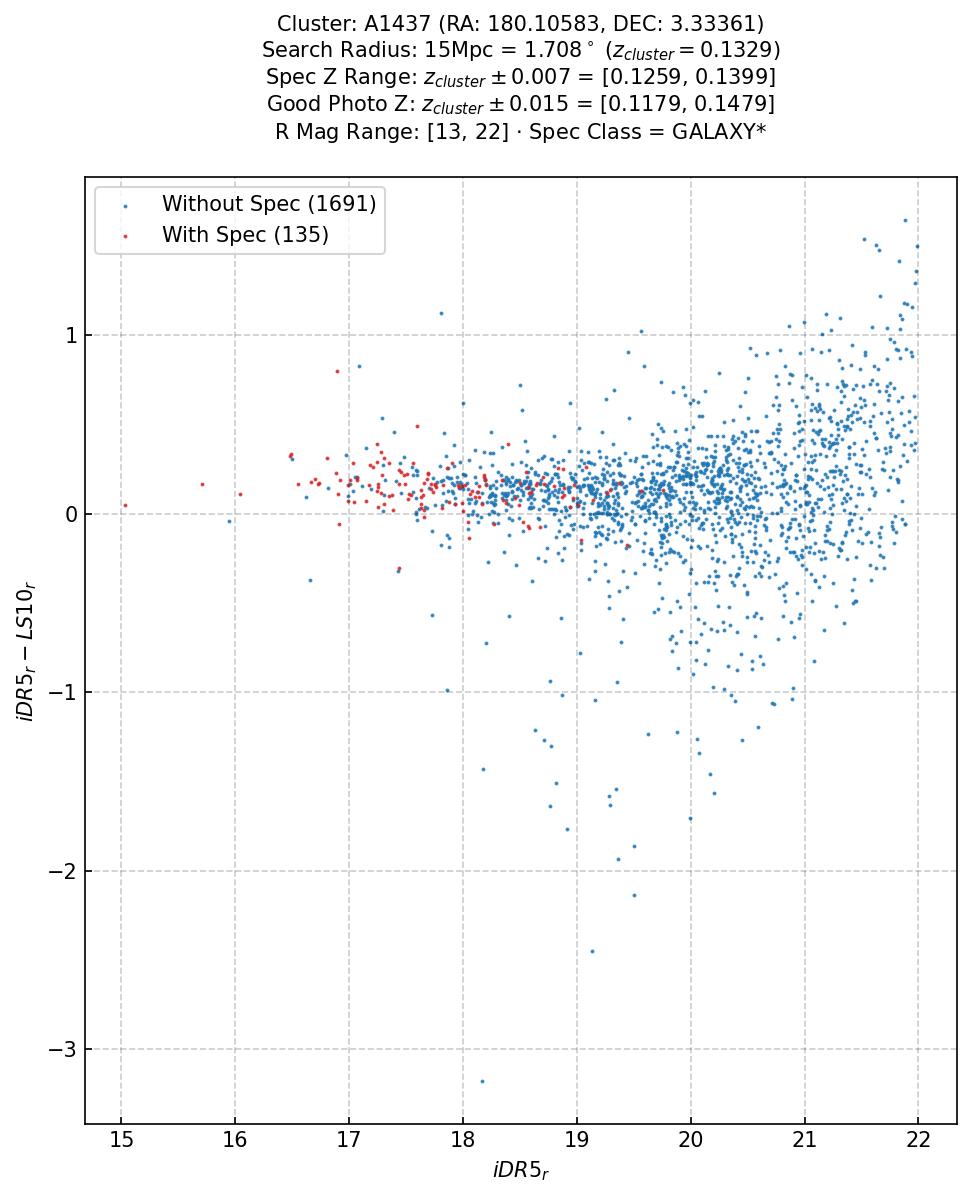 Cluster: A1437 (RA: 180.10583, DEC: 3.33361)
Search Radius: 15Mpc = 1.708° (z_cluster = 0.1329)
Spec Z Range: z_cluster ± 0.007 = [0.1259, 0.1399]
Good Photo Z: z_cluster ± 0.015 = [0.1179, 0.1479]
R Mag Range: [13, 22] · Spec Class = GALAXY*
Without Spec (1691)
With Spec (135)
1
0
−1
−2
−3
iDR5_r − LS10_r
15 16 17 18 19 20 21 22
iDR5_r